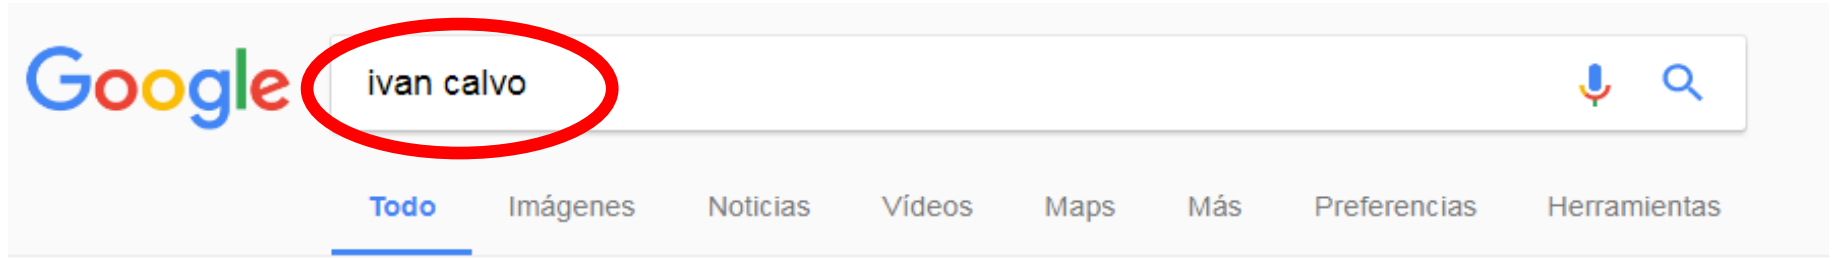 Google ivan calvo
Todo Imágenes Noticias Vídeos Maps Más Preferencias Herramientas